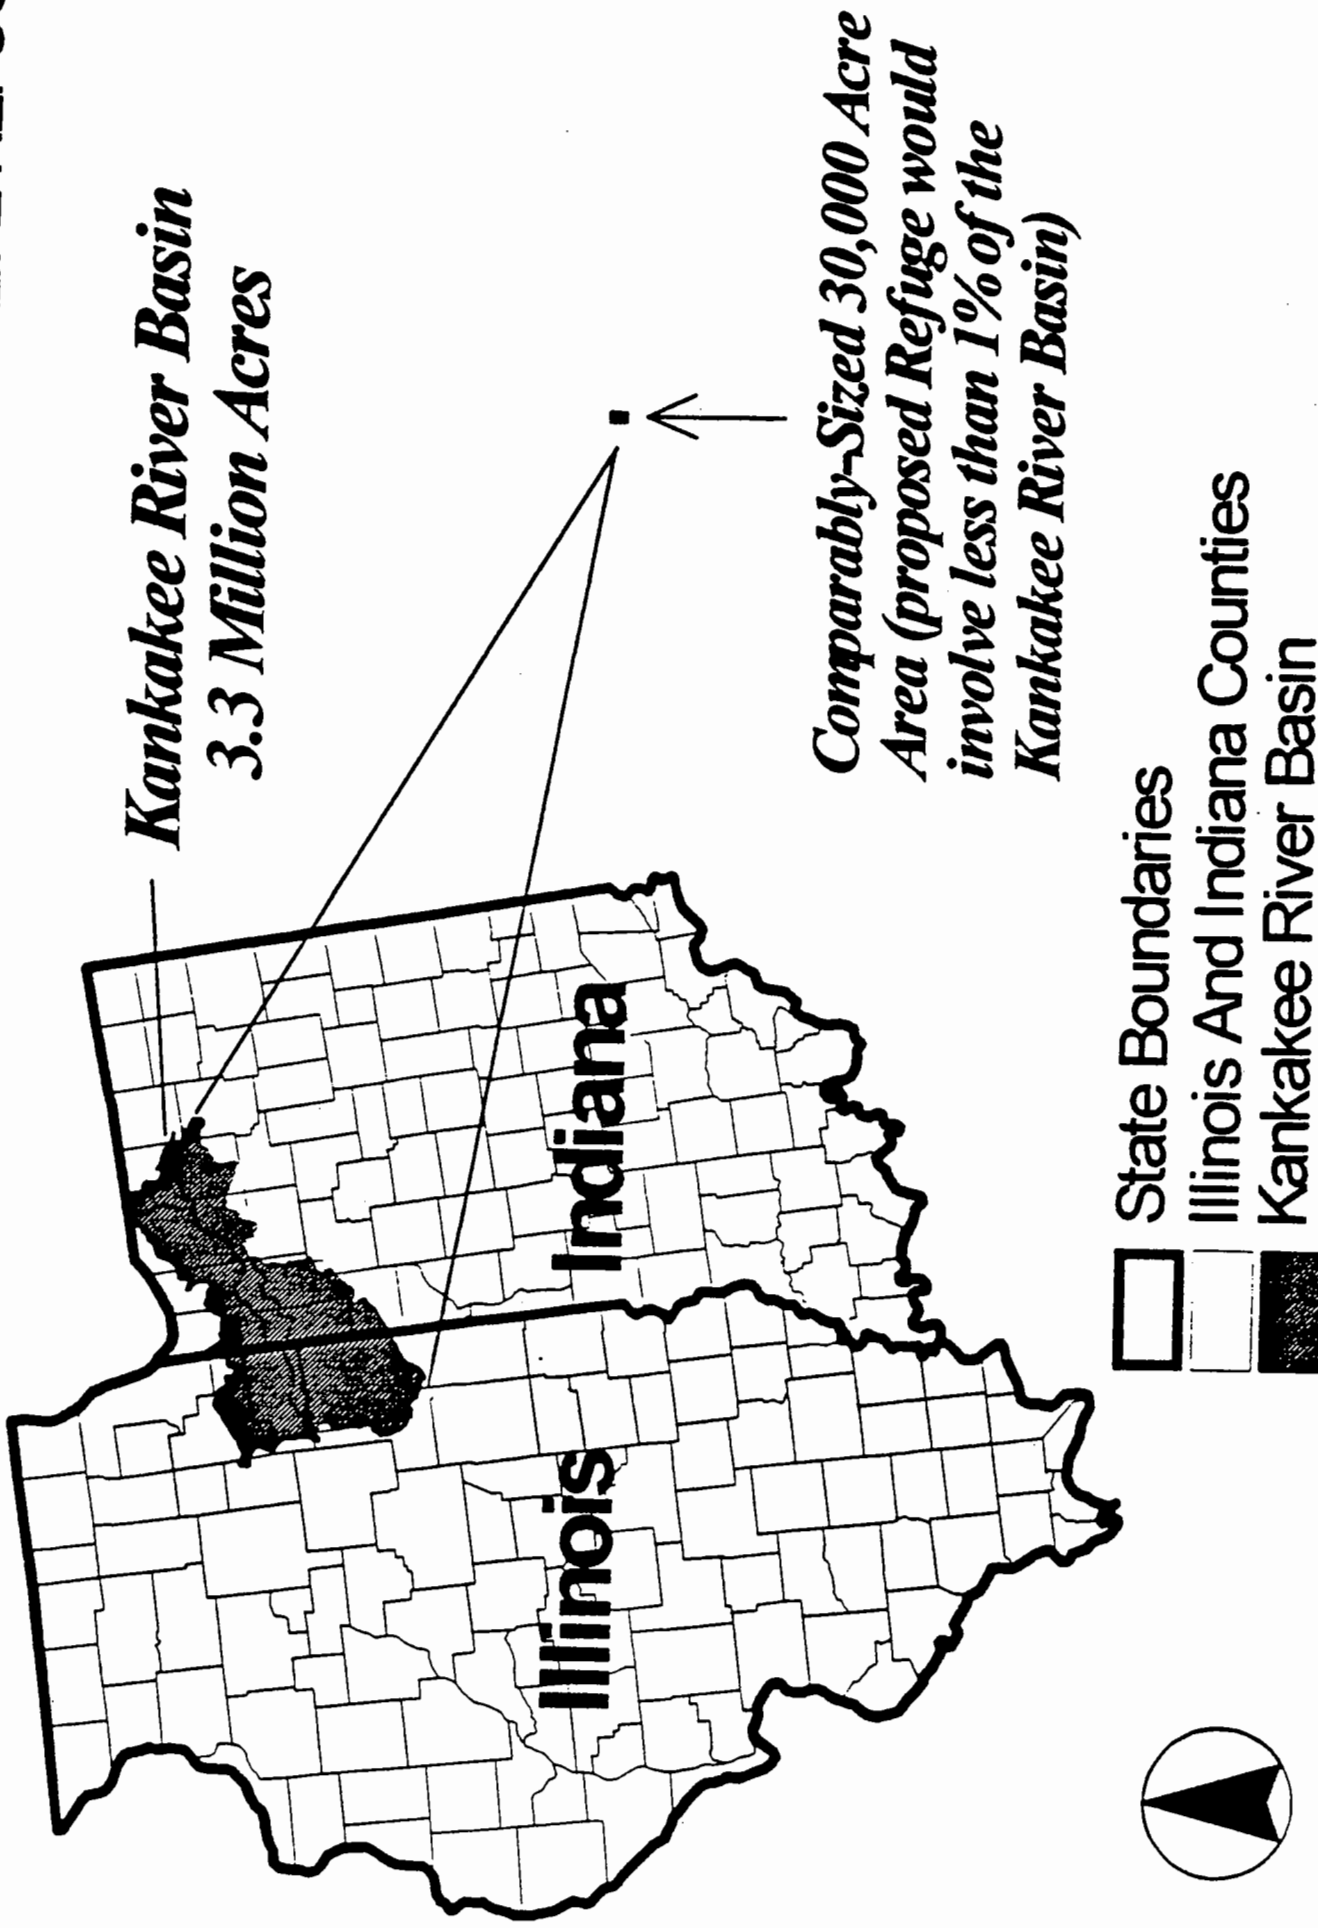 Kankakee River Basin
3.3 Million Acres
Comparably-Sized 30,000 Acre
Area (proposed Refuge would
involve less than 1% of the
Kankakee River Basin)
Illinois
Indiana
State Boundaries
Illinois And Indiana Counties
Kankakee River Basin